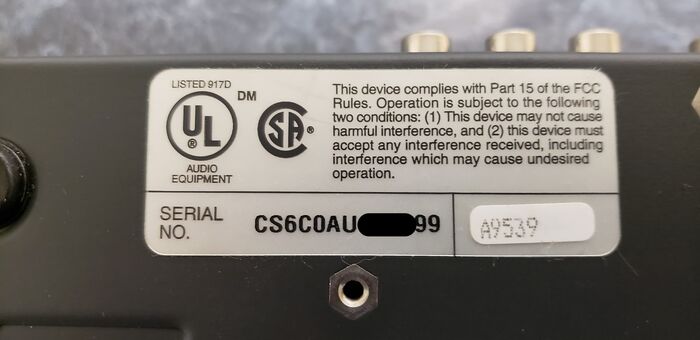 LISTED 917D
DM
UL
®
AUDIO
EQUIPMENT
SA®
This device complies with Part 15 of the FCC
Rules. Operation is subject to the following
two conditions: (1) This device may not cause
harmful interference, and (2) this device must
accept any interference received, including
interference which may cause undesired
operation.
SERIAL
NO.
CS6C0AU
99
A9539